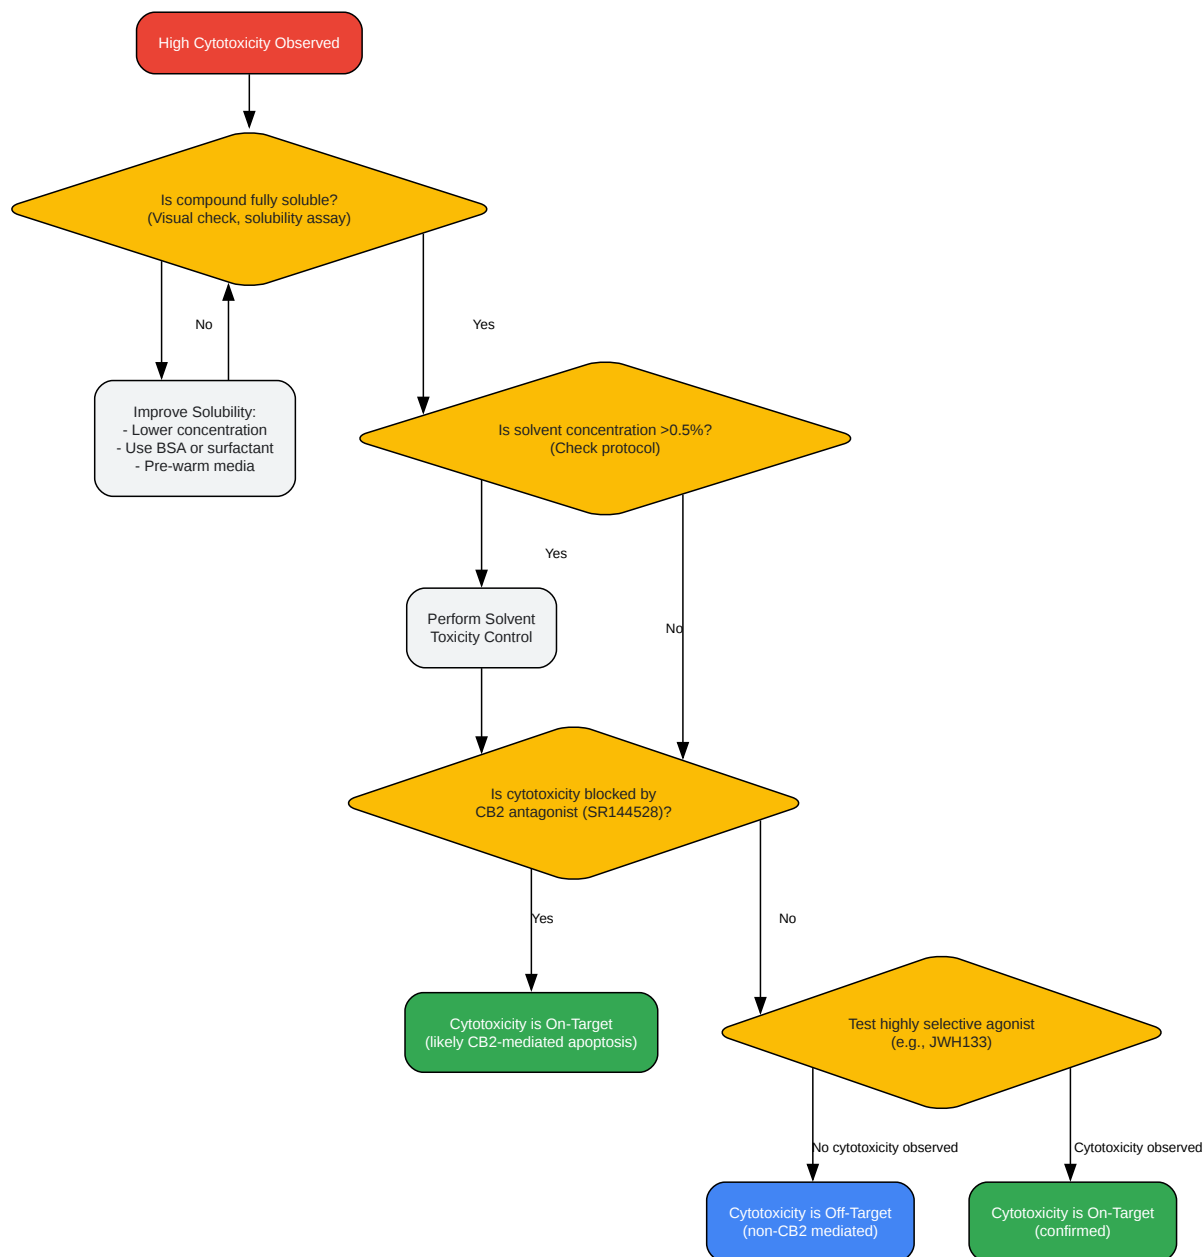 High Cytotoxicity Observed
Is compound fully soluble?
(Visual check, solubility assay)
No
Yes
Improve Solubility:
- Lower concentration
- Use BSA or surfactant
- Pre-warm media
Is solvent concentration >0.5%?
(Check protocol)
Yes
No
Perform Solvent
Toxicity Control
Is cytotoxicity blocked by
CB2 antagonist (SR144528)?
Yes
No
Cytotoxicity is On-Target
(likely CB2-mediated apoptosis)
Test highly selective agonist
(e.g., JWH133)
No cytotoxicity observed
Cytotoxicity observed
Cytotoxicity is Off-Target
(non-CB2 mediated)
Cytotoxicity is On-Target
(confirmed)